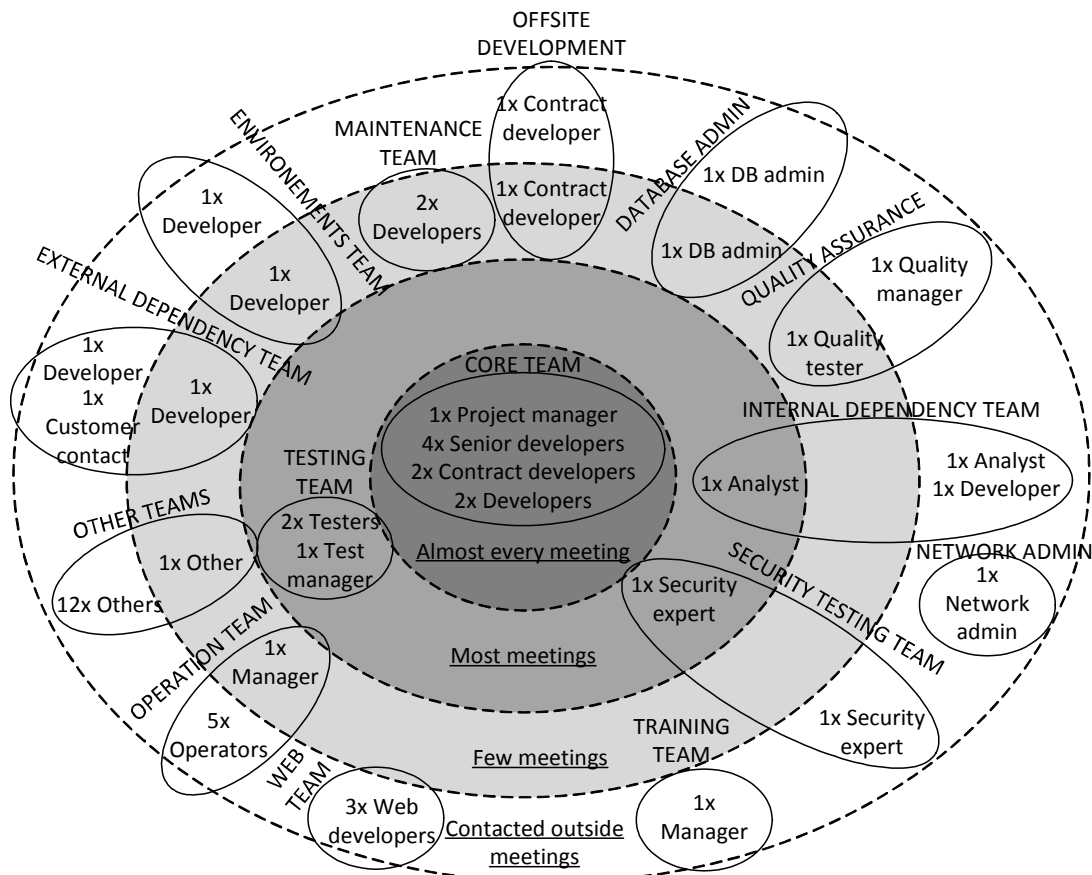 OFFSITE
DEVELOPMENT
1x Contract
developer
1x Contract
developer
MAINTENANCE
TEAM
2x
Developers
ENVIRONEMENTS TEAM
1x
Developer
1x
Developer
DATABASE ADMIN
1x DB admin
1x DB admin
QUALITY ASSURANCE
1x Quality
manager
1x Quality
tester
EXTERNAL DEPENDENCY TEAM
1x
Developer
1x
Customer
contact
1x
Developer
CORE TEAM
1x Project manager
4x Senior developers
2x Contract developers
2x Developers
Almost every meeting
INTERNAL DEPENDENCY TEAM
1x Analyst
1x Analyst
1x Developer
TESTING
TEAM
2x Testers
1x Test
manager
OTHER TEAMS
1x Other
12x Others
NETWORK ADMIN
1x
Network
admin
SECURITY TESTING TEAM
1x Security
expert
1x Security
expert
Most meetings
OPERATION TEAM
1x
Manager
5x
Operators
Few meetings
TRAINING
TEAM
1x
Manager
WEB
TEAM
3x Web
developers
Contacted outside
meetings